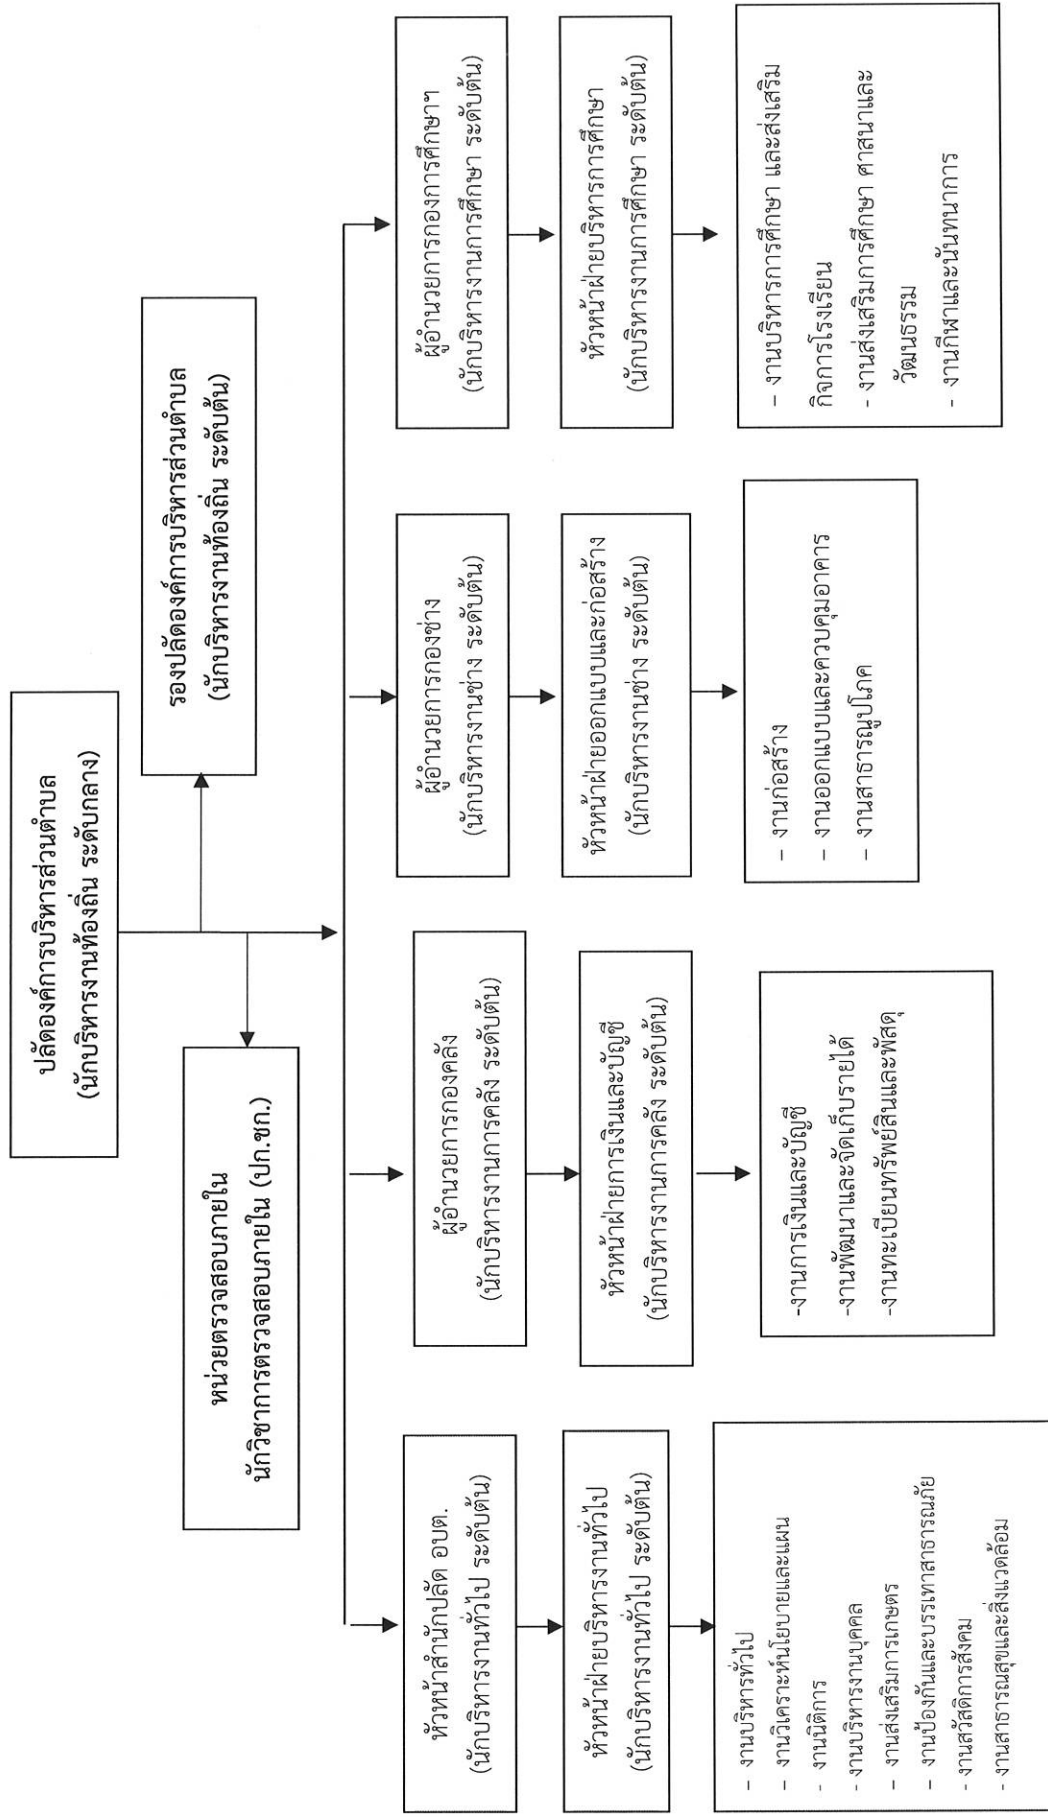 ปลัดองค์การบริหารส่วนตำบล
(นักบริหารงานท้องถิ่น ระดับกลาง)
รองปลัดองค์การบริหารส่วนตำบล
(นักบริหารงานท้องถิ่น ระดับต้น)
หน่วยตรวจสอบภายใน
นักวิชาการตรวจสอบภายใน (ปก.ชก.)
หัวหน้าสำนักปลัด อบต.
(นักบริหารงานทั่วไป ระดับต้น)
หัวหน้าฝ่ายบริหารงานทั่วไป
(นักบริหารงานทั่วไป ระดับต้น)
- งานบริหารทั่วไป
- งานวิเคราะห์นโยบายและแผน
- งานนิติการ
- งานบริหารงานบุคคล
- งานส่งเสริมการเกษตร
- งานป้องกันและบรรเทาสาธารณภัย
- งานสวัสดิการสังคม
- งานสาธารณสุขและสิ่งแวดล้อม
ผู้อำนวยการกองคลัง
(นักบริหารงานการคลัง ระดับต้น)
หัวหน้าฝ่ายการเงินและบัญชี
(นักบริหารงานการคลัง ระดับต้น)
-งานการเงินและบัญชี
-งานพัฒนาและจัดเก็บรายได้
-งานทะเบียนทรัพย์สินและพัสดุ
ผู้อำนวยการกองช่าง
(นักบริหารงานช่าง ระดับต้น)
หัวหน้าฝ่ายออกแบบและก่อสร้าง
(นักบริหารงานช่าง ระดับต้น)
- งานก่อสร้าง
- งานออกแบบและควบคุมอาคาร
- งานสาธารณูปโภค
ผู้อำนวยการกองการศึกษาฯ
(นักบริหารงานการศึกษา ระดับต้น)
หัวหน้าฝ่ายบริหารการศึกษา
(นักบริหารงานการศึกษา ระดับต้น)
- งานบริหารการศึกษา และส่งเสริม
กิจการโรงเรียน
- งานส่งเสริมการศึกษา ศาสนาและ
วัฒนธรรม
- งานกีฬาและนันทนาการ